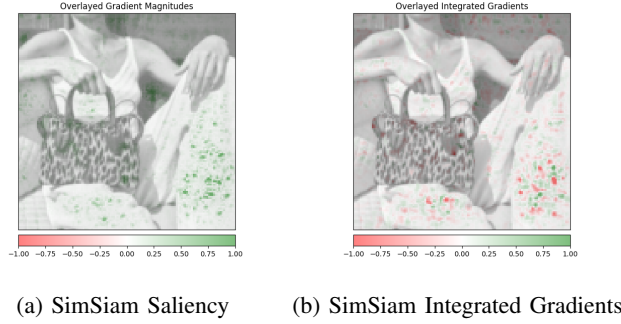 Overlayed Gradient Magnitudes
Overlayed Integrated Gradients
−1.00 −0.75 −0.50 −0.25 0.00 0.25 0.50 0.75 1.00
−1.00 −0.75 −0.50 −0.25 0.00 0.25 0.50 0.75 1.00
(a) SimSiam Saliency
(b) SimSiam Integrated Gradients